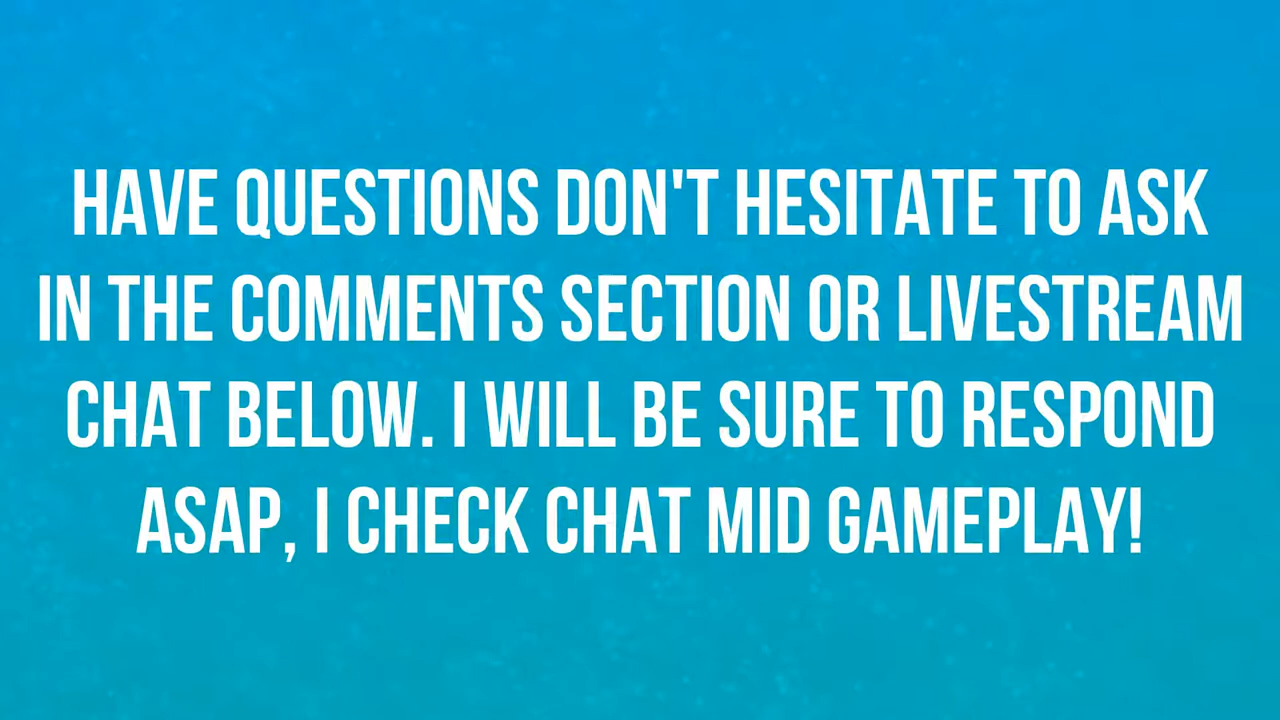 HAVE QUESTIONS DON'T HESITATE TO ASK
IN THE COMMENTS SECTION OR LIVESTREAM
CHAT BELOW. I WILL BE SURE TO RESPOND
ASAP, I CHECK CHAT MID GAMEPLAY!